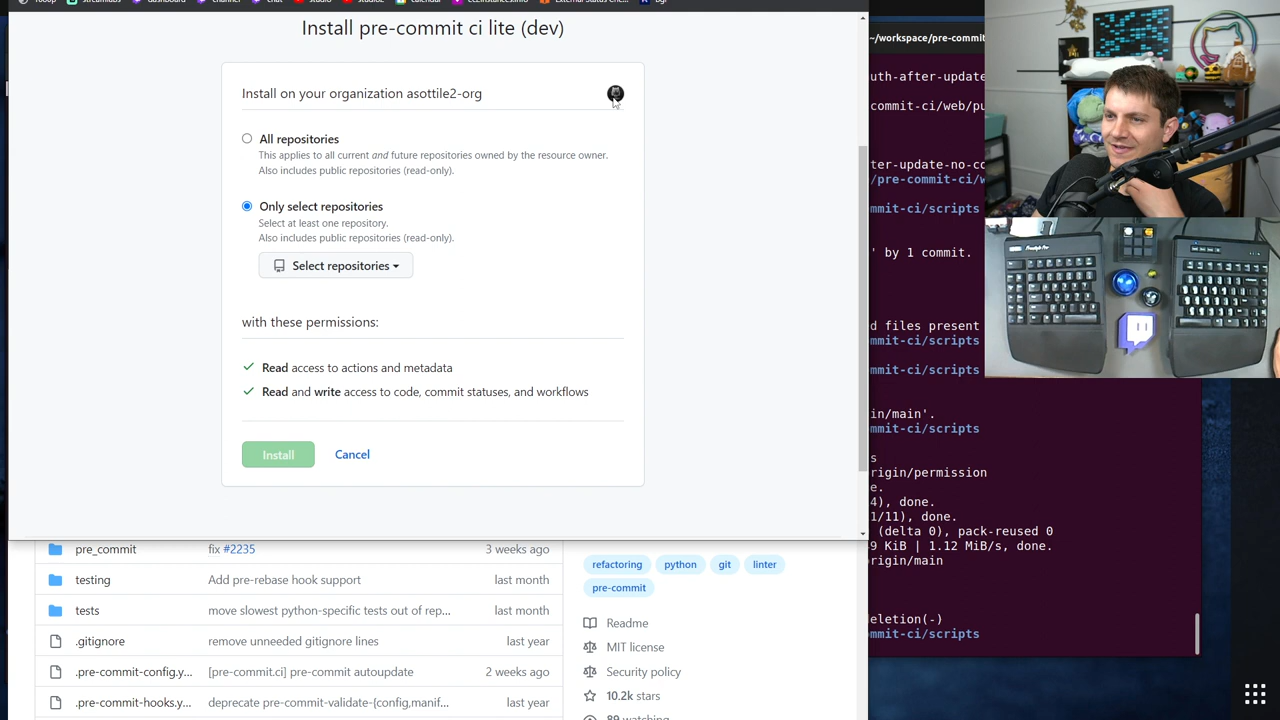 Install pre-commit ci lite (dev)
Install on your organization asottile2-org
All repositories
This applies to all current and future repositories owned by the resource owner.
Also includes public repositories (read-only).
Only select repositories
Select at least one repository.
Also includes public repositories (read-only).
Select repositories
with these permissions:
Read access to actions and metadata
Read and write access to code, commit statuses, and workflows
Install Cancel
pre_commit fix #2235 3 weeks ago
testing Add pre-rebase hook support last month
tests move slowest python-specific tests out of rep... last month
.gitignore remove unneeded gitignore lines last year
.pre-commit-config.y... [pre-commit.ci] pre-commit autoupdate 2 weeks ago
.pre-commit-hooks.y... deprecate pre-commit-validate-{config,manif... last year
refactoring python git linter
pre-commit
Readme
MIT license
Security policy
10.2k stars
89 watching
~/workspace/pre-commit
uth-after-update
commit-ci/web/pu
ter-update-no-co
/pre-commit-ci/w
mmit-ci/scripts
' by 1 commit.
d files present
mmit-ci/scripts
mmit-ci/scripts
in/main'.
mmit-ci/scripts
s
rigin/permission
e.
4), done.
1/11), done.
(delta 0), pack-reused 0
9 KiB | 1.12 MiB/s, done.
rigin/main
deletion(-)
mmit-ci/scripts